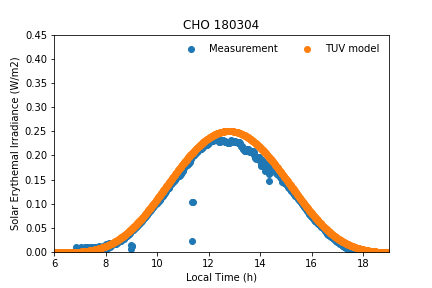 CHO 180304
Measurement TUV model
0.45
0.40
0.35
0.30
0.25
0.20
0.15
0.10
0.05
0.00
Solar Erythemal Irradiance (W/m2)
6 8 10 12 14 16 18
Local Time (h)